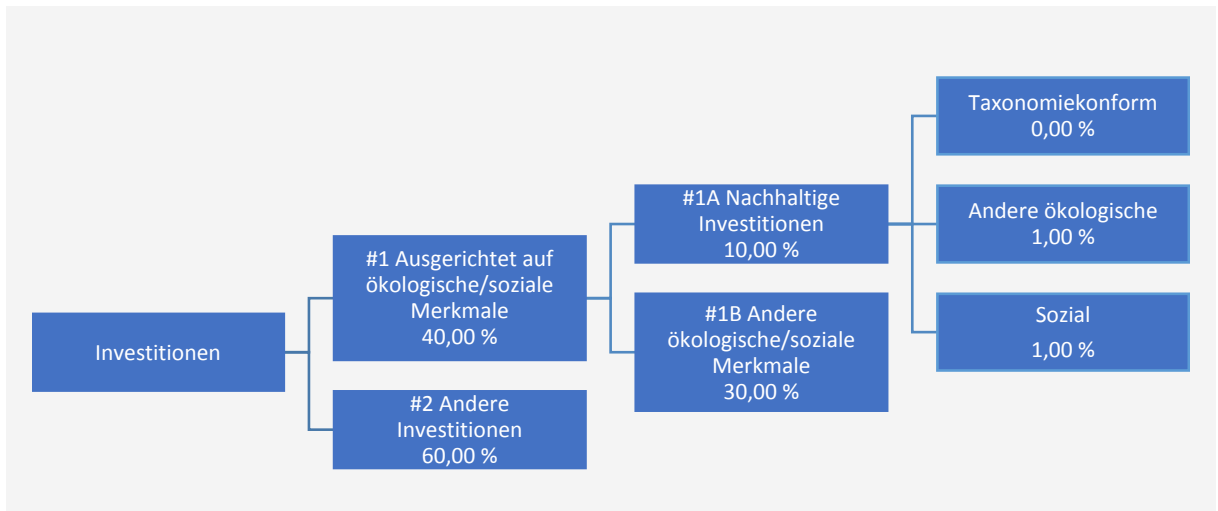 Investitionen
#1 Ausgerichtet auf
ökologische/soziale
Merkmale
40,00 %
#2 Andere
Investitionen
60,00 %
#1A Nachhaltige
Investitionen
10,00 %
#1B Andere
ökologische/soziale
Merkmale
30,00 %
Taxonomiekonform
0,00 %
Andere ökologische
1,00 %
Sozial
1,00 %